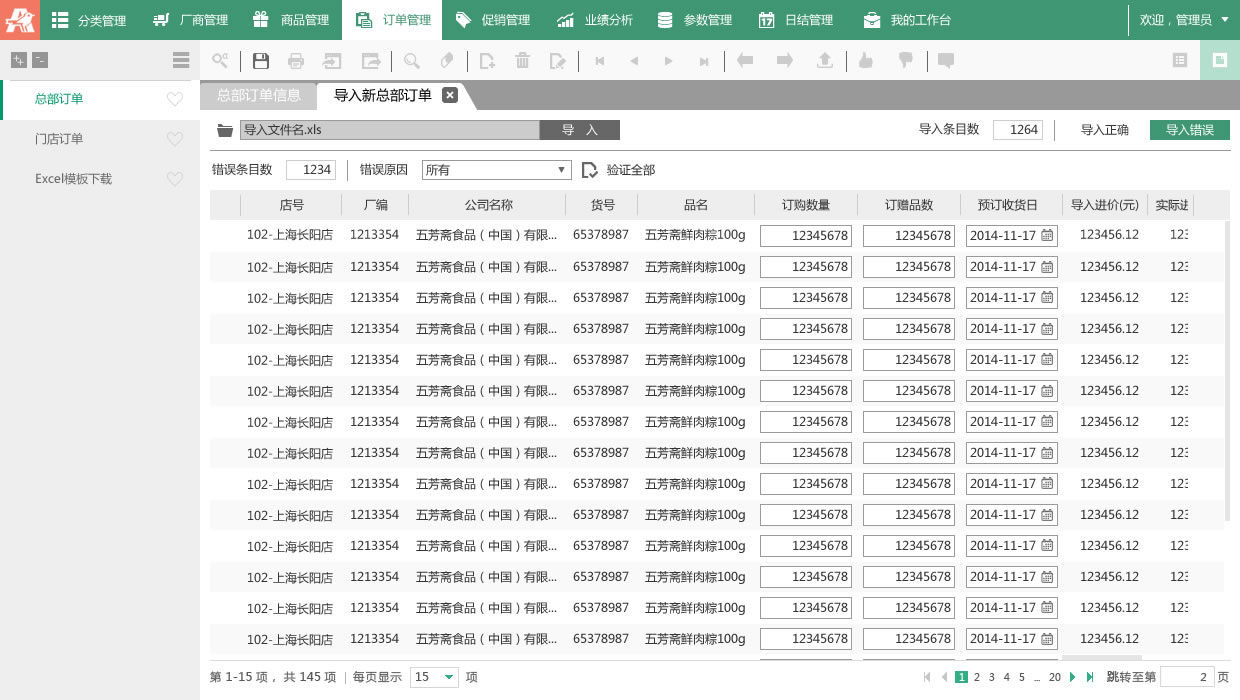 分类管理 厂商管理 商品管理 订单管理 促销管理 业绩分析 参数管理 日结管理 我的工作台 欢迎，管理员
总部订单
门店订单
Excel模板下载
总部订单信息 导入新总部订单
导入文件名.xls 导 入 导入条目数 1264 导入正确 导入错误
错误条目数 1234 错误原因 所有 验证全部
店号 厂编 公司名称 货号 品名 订购数量 订赠品数 预订收货日 导入进价(元) 实际进
102-上海长阳店 1213354 五芳斋食品（中国）有限... 65378987 五芳斋鲜肉粽100g 12345678 12345678 2014-11-17 123456.12 123
102-上海长阳店 1213354 五芳斋食品（中国）有限... 65378987 五芳斋鲜肉粽100g 12345678 12345678 2014-11-17 123456.12 123
102-上海长阳店 1213354 五芳斋食品（中国）有限... 65378987 五芳斋鲜肉粽100g 12345678 12345678 2014-11-17 123456.12 123
102-上海长阳店 1213354 五芳斋食品（中国）有限... 65378987 五芳斋鲜肉粽100g 12345678 12345678 2014-11-17 123456.12 123
102-上海长阳店 1213354 五芳斋食品（中国）有限... 65378987 五芳斋鲜肉粽100g 12345678 12345678 2014-11-17 123456.12 123
102-上海长阳店 1213354 五芳斋食品（中国）有限... 65378987 五芳斋鲜肉粽100g 12345678 12345678 2014-11-17 123456.12 123
102-上海长阳店 1213354 五芳斋食品（中国）有限... 65378987 五芳斋鲜肉粽100g 12345678 12345678 2014-11-17 123456.12 123
102-上海长阳店 1213354 五芳斋食品（中国）有限... 65378987 五芳斋鲜肉粽100g 12345678 12345678 2014-11-17 123456.12 123
102-上海长阳店 1213354 五芳斋食品（中国）有限... 65378987 五芳斋鲜肉粽100g 12345678 12345678 2014-11-17 123456.12 123
102-上海长阳店 1213354 五芳斋食品（中国）有限... 65378987 五芳斋鲜肉粽100g 12345678 12345678 2014-11-17 123456.12 123
102-上海长阳店 1213354 五芳斋食品（中国）有限... 65378987 五芳斋鲜肉粽100g 12345678 12345678 2014-11-17 123456.12 123
102-上海长阳店 1213354 五芳斋食品（中国）有限... 65378987 五芳斋鲜肉粽100g 12345678 12345678 2014-11-17 123456.12 123
102-上海长阳店 1213354 五芳斋食品（中国）有限... 65378987 五芳斋鲜肉粽100g 12345678 12345678 2014-11-17 123456.12 123
102-上海长阳店 1213354 五芳斋食品（中国）有限... 65378987 五芳斋鲜肉粽100g 12345678 12345678 2014-11-17 123456.12 123
第 1-15 项，共 145 项 每页显示 15 项 1 2 3 4 5 ... 20 跳转至第 2 页